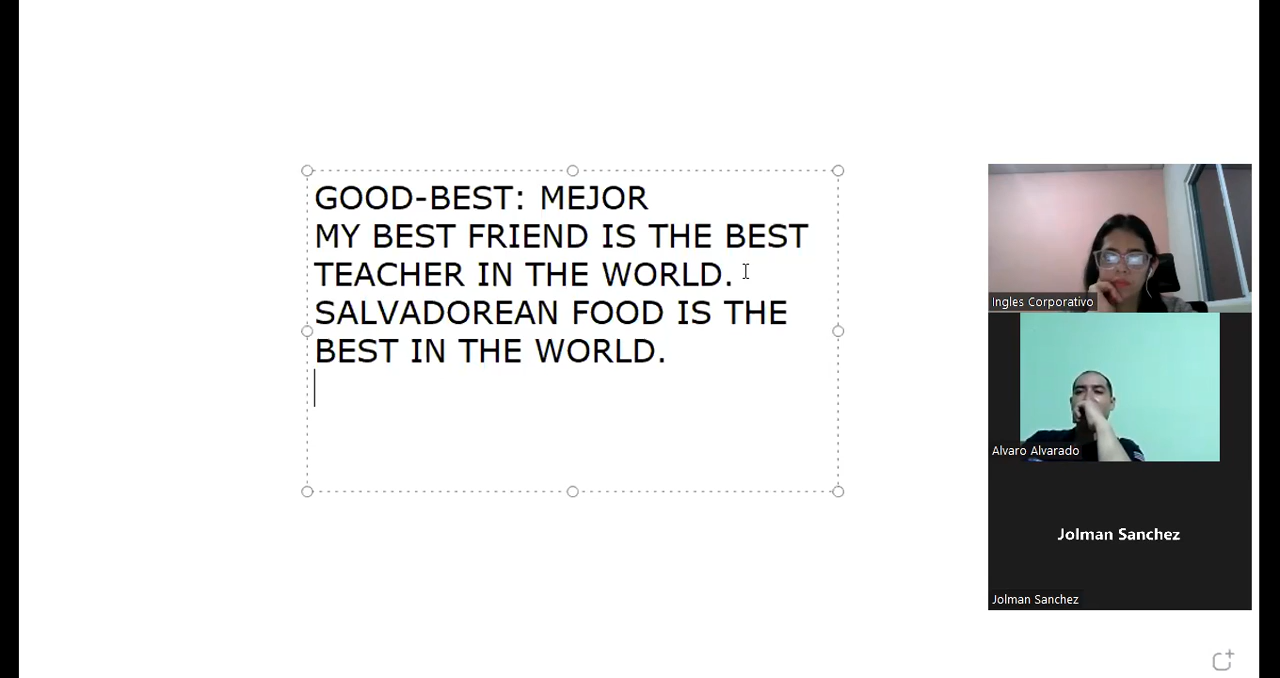 GOOD-BEST: MEJOR
MY BEST FRIEND IS THE BEST
TEACHER IN THE WORLD.
SALVADOREAN FOOD IS THE
BEST IN THE WORLD.
Ingles Corporativo
Alvaro Alvarado
Jolman Sanchez
Jolman Sanchez